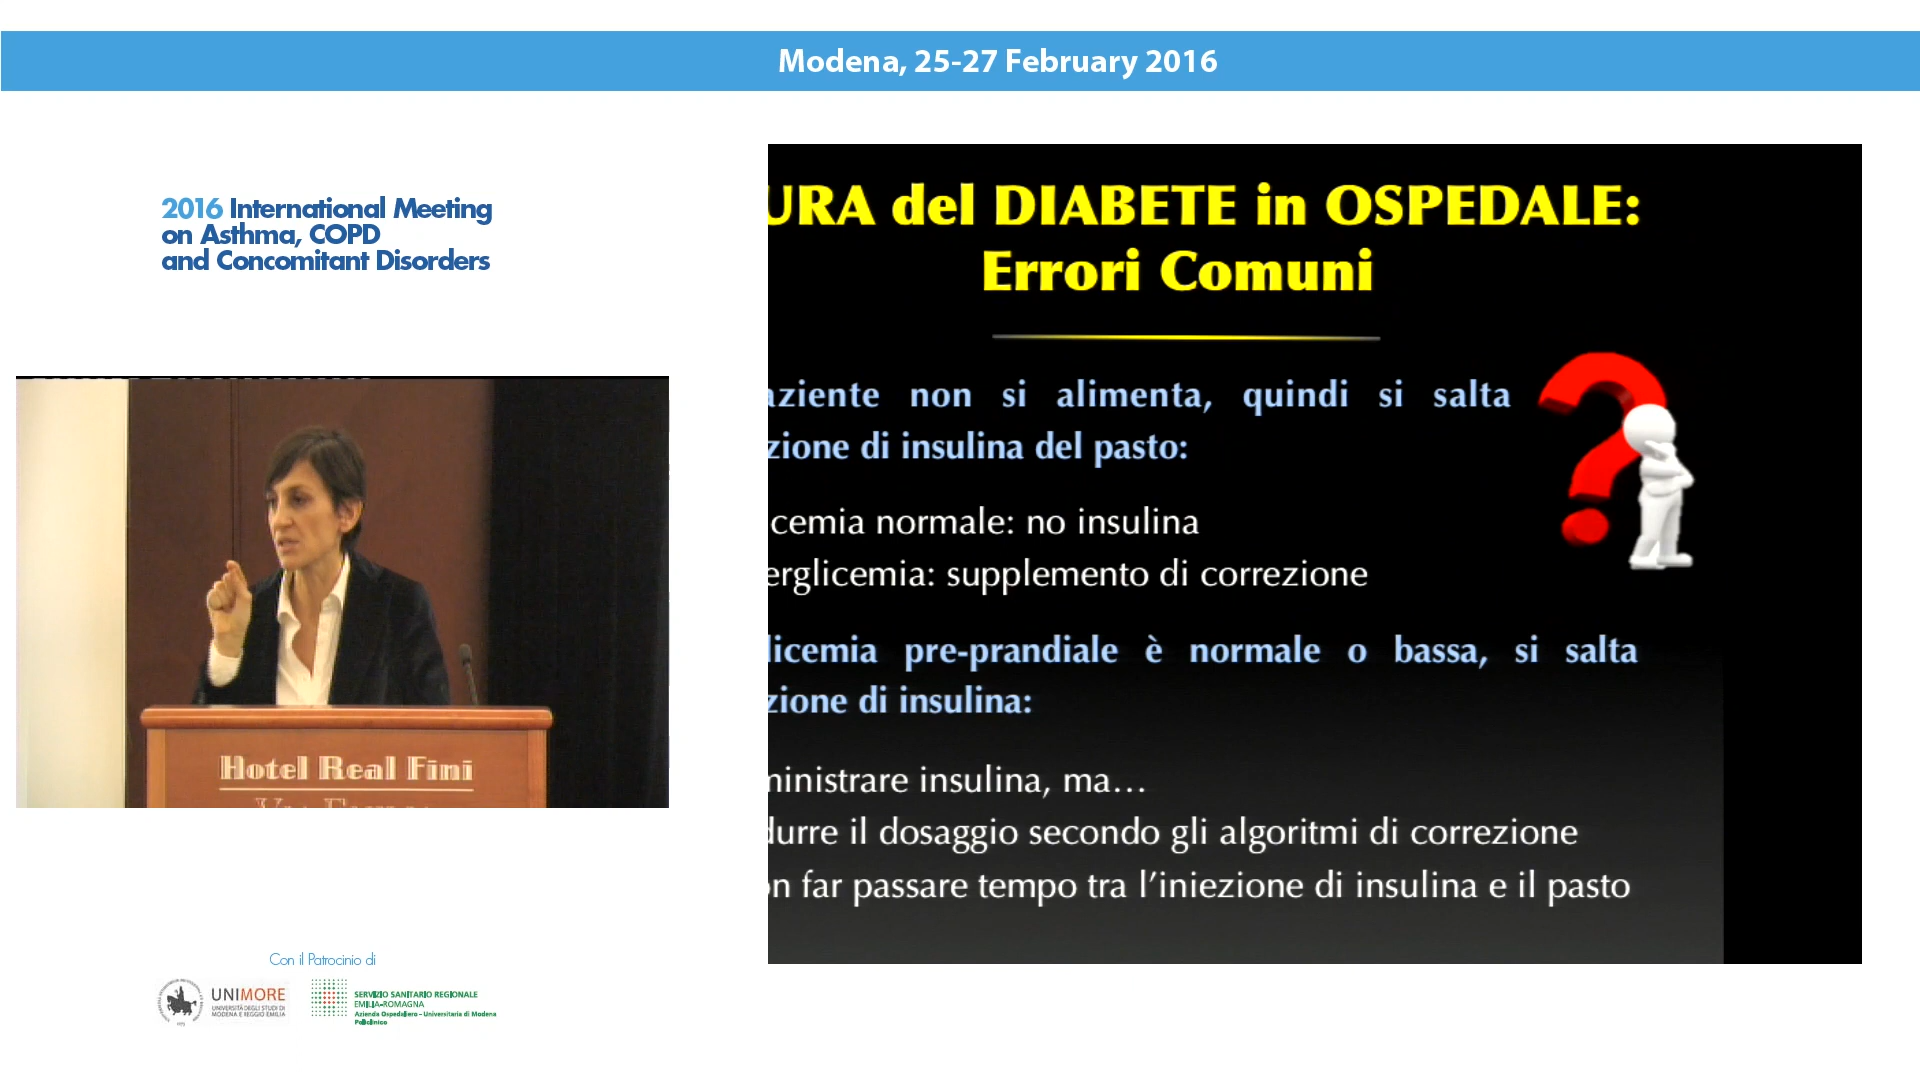 Modena, 25-27 February 2016
2016 International Meeting
on Asthma, COPD
and Concomitant Disorders
URA del DIABETE in OSPEDALE:
Errori Comuni
aziente non si alimenta, quindi si salta
zione di insulina del pasto:
cemia normale: no insulina
erglicemia: supplemento di correzione
licemia pre-prandiale è normale o bassa, si salta
zione di insulina:
ministrare insulina, ma...
durre il dosaggio secondo gli algoritmi di correzione
on far passare tempo tra l'iniezione di insulina e il pasto
Hotel Real Fini
Con il Patrocinio di
UNIMORE
UNIVERSITÀ DEGLI STUDI DI
MODENA E REGGIO EMILIA
SERVIZIO SANITARIO REGIONALE
EMILIA-ROMAGNA
Azienda Ospedaliero - Universitaria di Modena
Policlinico